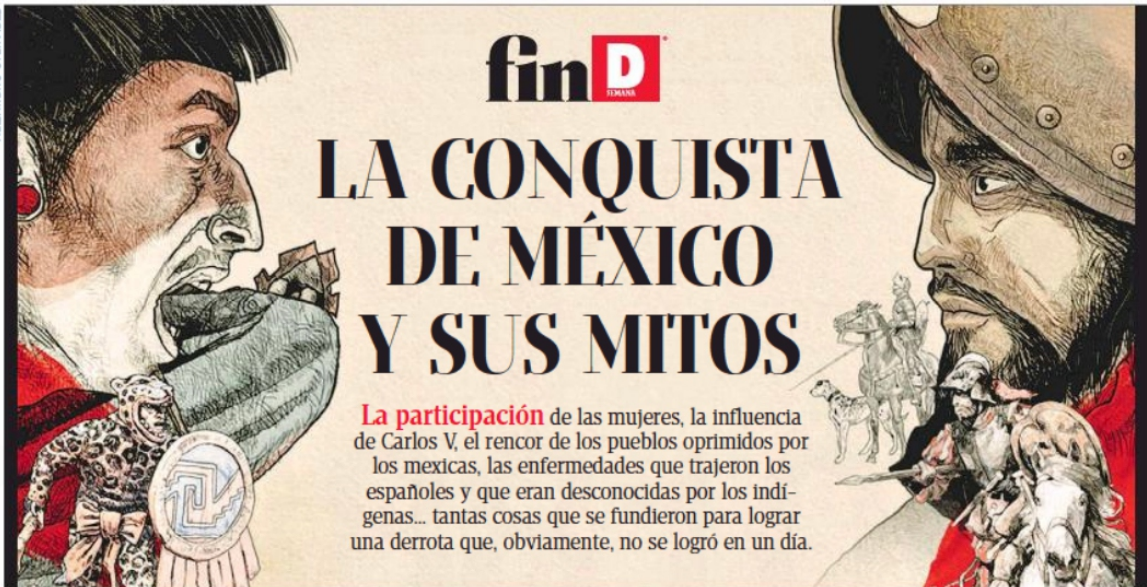 fin D
SEMANA
LA CONQUISTA
DE MÉXICO
Y SUS MITOS
La participación de las mujeres, la influencia
de Carlos V, el rencor de los pueblos oprimidos por
los mexicas, las enfermedades que trajeron los
españoles y que eran desconocidas por los indí-
genas... tantas cosas que se fundieron para lograr
una derrota que, obviamente, no se logró en un día.